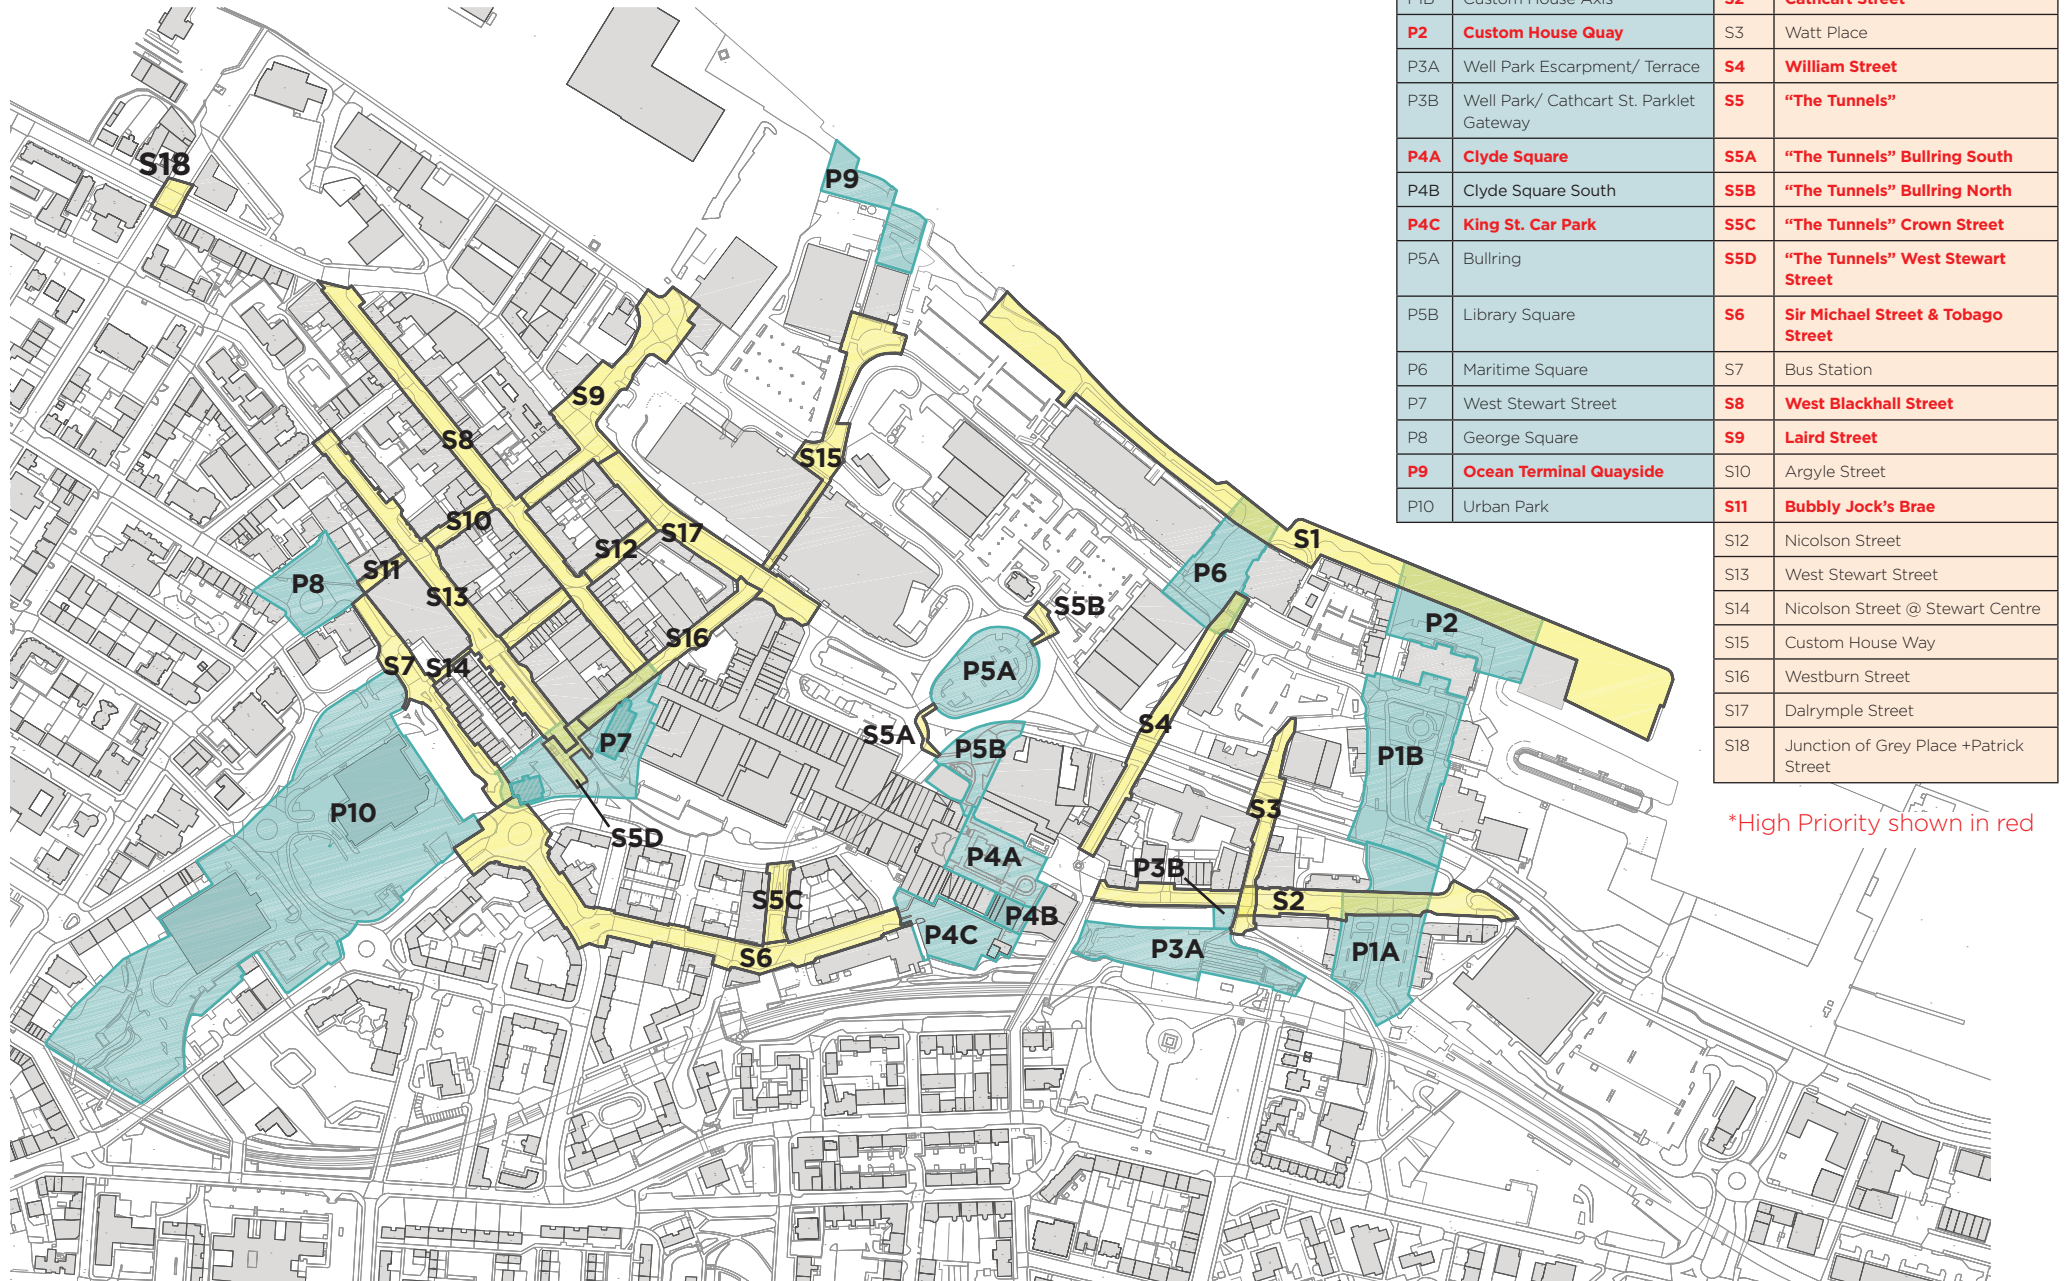 P1B Custom House Axis S2 Cathcart Street
P2 Custom House Quay S3 Watt Place
P3A Well Park Escarpment/ Terrace S4 William Street
P3B Well Park/ Cathcart St. Parklet S5 “The Tunnels”
Gateway
P4A Clyde Square S5A “The Tunnels” Bullring South
P4B Clyde Square South S5B “The Tunnels” Bullring North
P4C King St. Car Park S5C “The Tunnels” Crown Street
P5A Bullring S5D “The Tunnels” West Stewart
Street
P5B Library Square S6 Sir Michael Street & Tobago
Street
P6 Maritime Square S7 Bus Station
P7 West Stewart Street S8 West Blackhall Street
P8 George Square S9 Laird Street
P9 Ocean Terminal Quayside S10 Argyle Street
P10 Urban Park S11 Bubbly Jock’s Brae
S12 Nicolson Street
S13 West Stewart Street
S14 Nicolson Street @ Stewart Centre
S15 Custom House Way
S16 Westburn Street
S17 Dalrymple Street
S18 Junction of Grey Place +Patrick
Street
*High Priority shown in red
S18
P9
S9
S8
S15
S10
S17
S12
S1
S11
P8
P6
S13
S5B
P2
S16
S7
S14
P5A
S4
S5A
P7
P5B
P1B
P10
S3
S5D
P4A
P3B
S5C
S2
P4B
P4C
P3A
P1A
S6